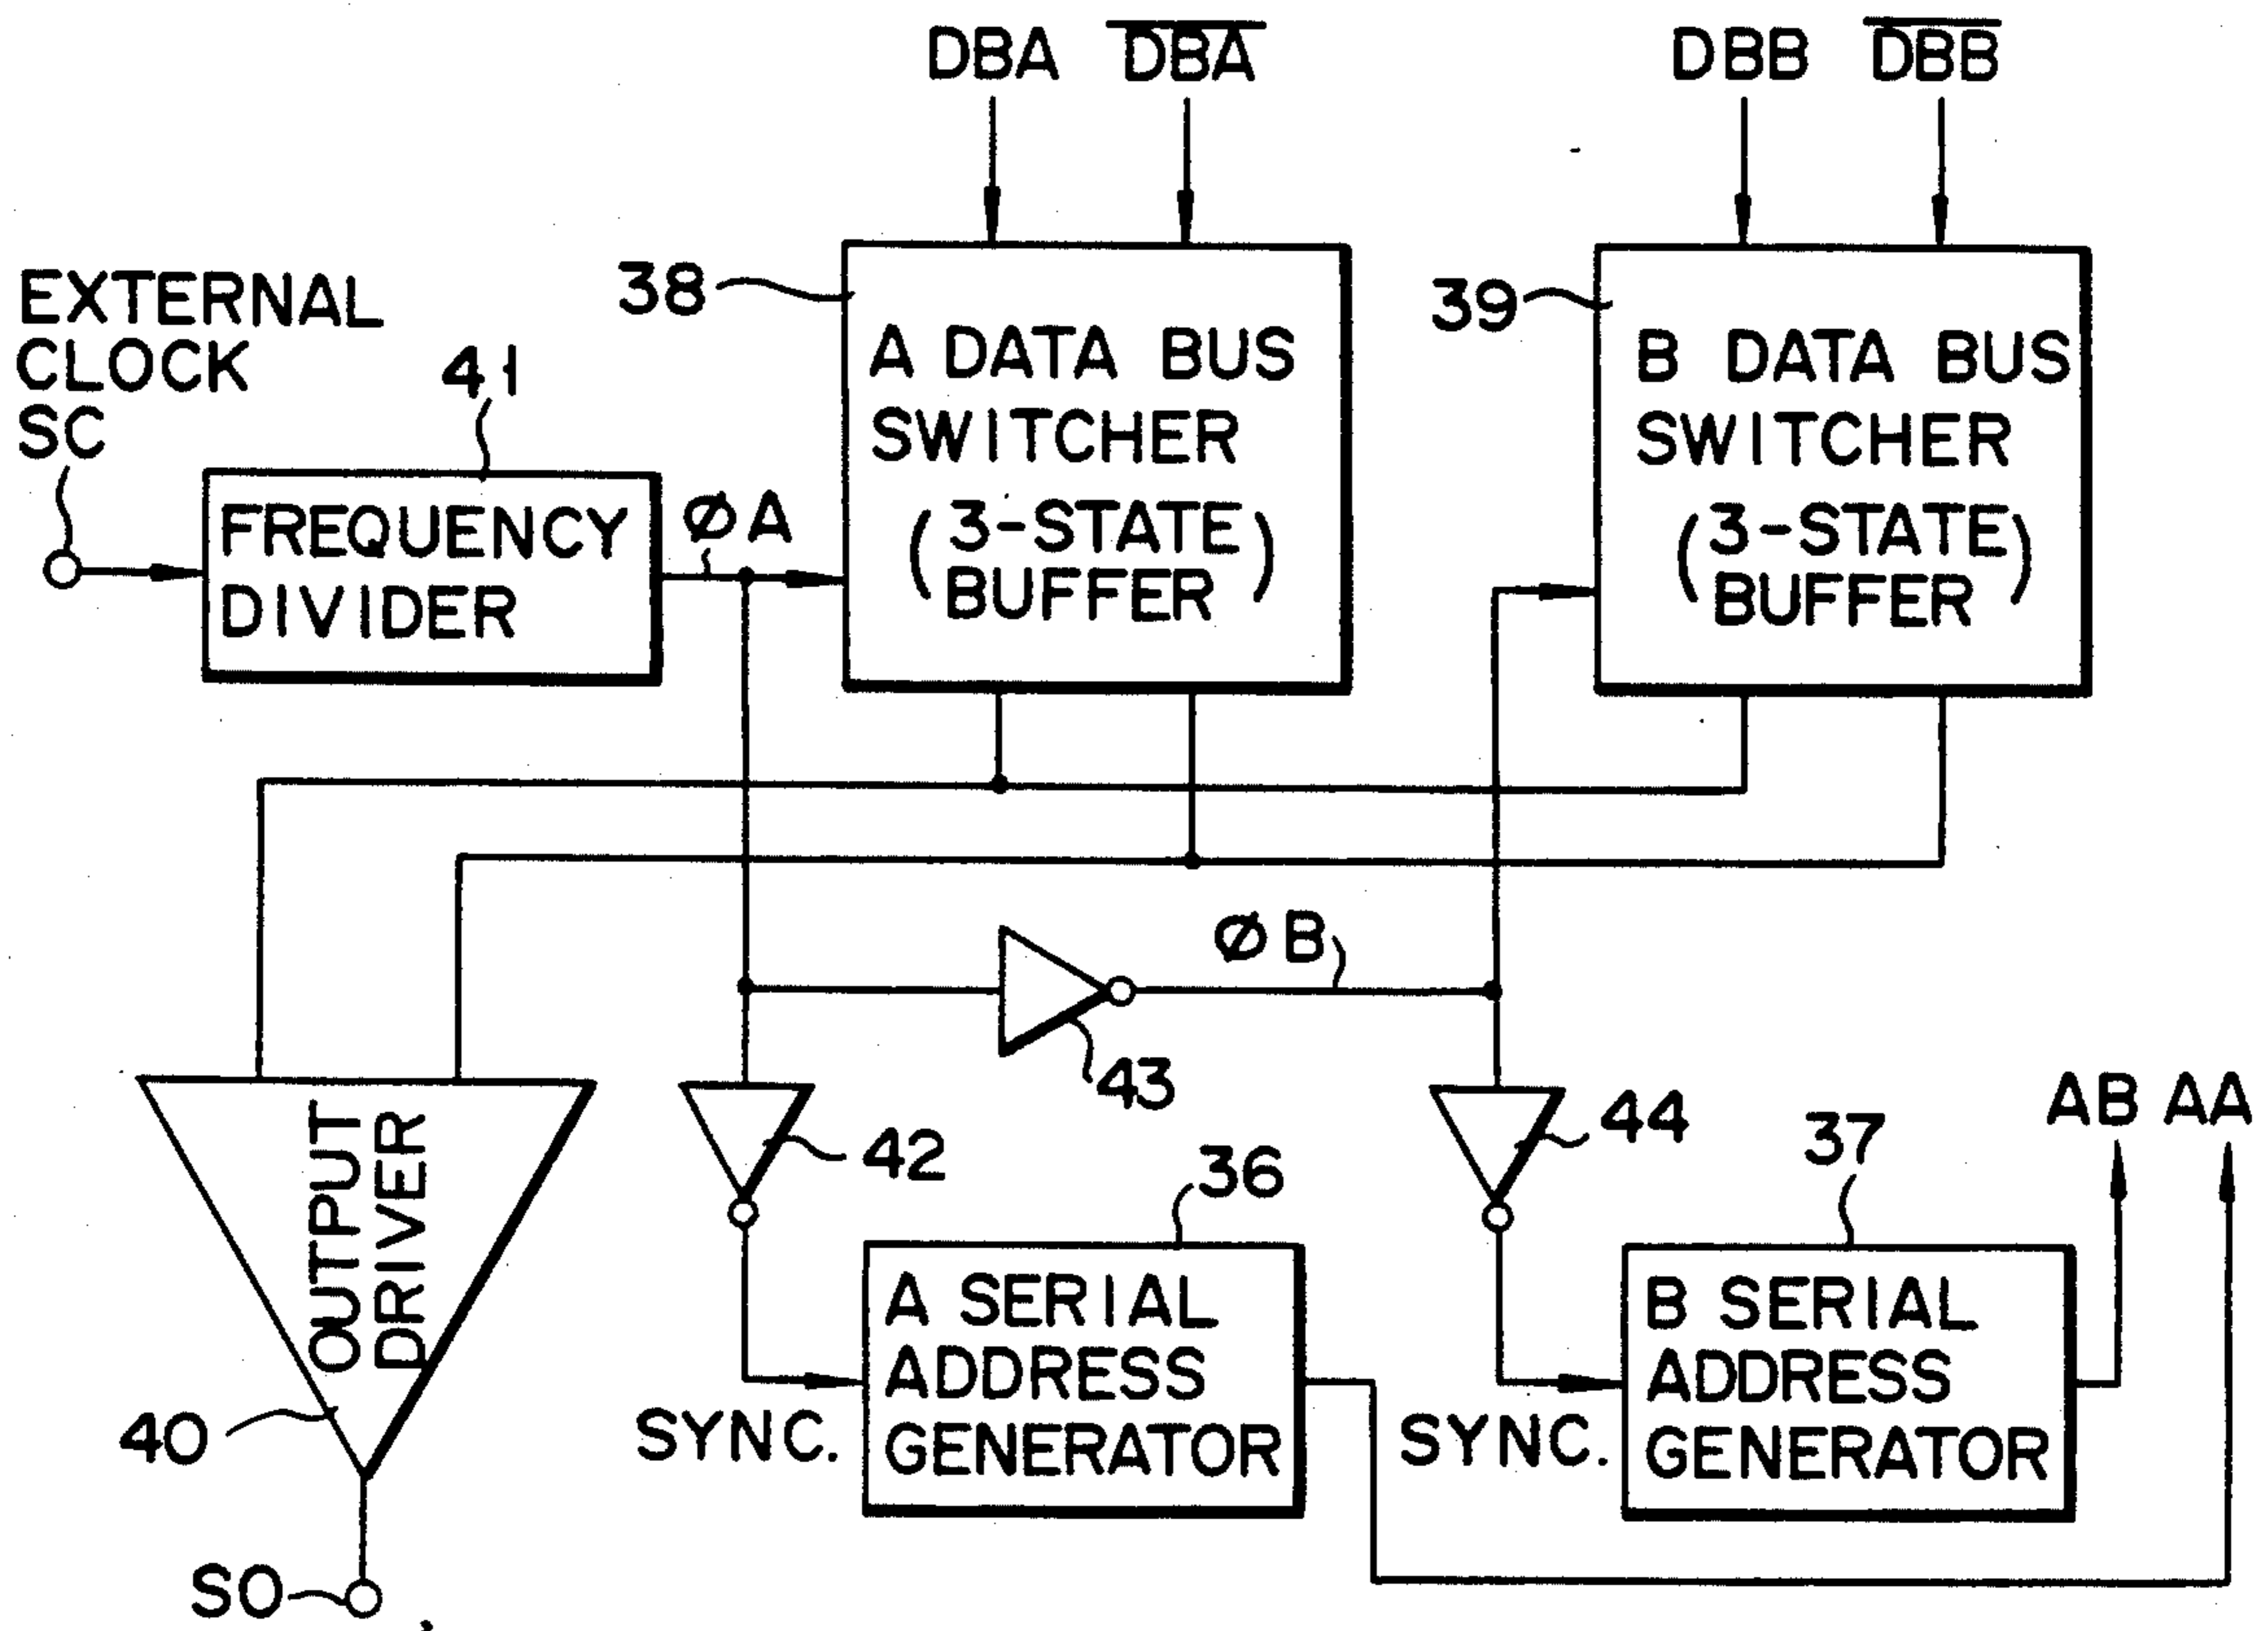 DBA D̅B̅A̅ DBB D̅B̅B̅
EXTERNAL
CLOCK
SC
41
38
39
A DATA BUS
SWITCHER
(3-STATE
BUFFER)
B DATA BUS
SWITCHER
(3-STATE
BUFFER)
FREQUENCY
DIVIDER
ØA
ØB
43
42
44
36
37
AB AA
OUTPUT
DRIVER
40
SYNC.
A SERIAL
ADDRESS
GENERATOR
SYNC.
B SERIAL
ADDRESS
GENERATOR
SO